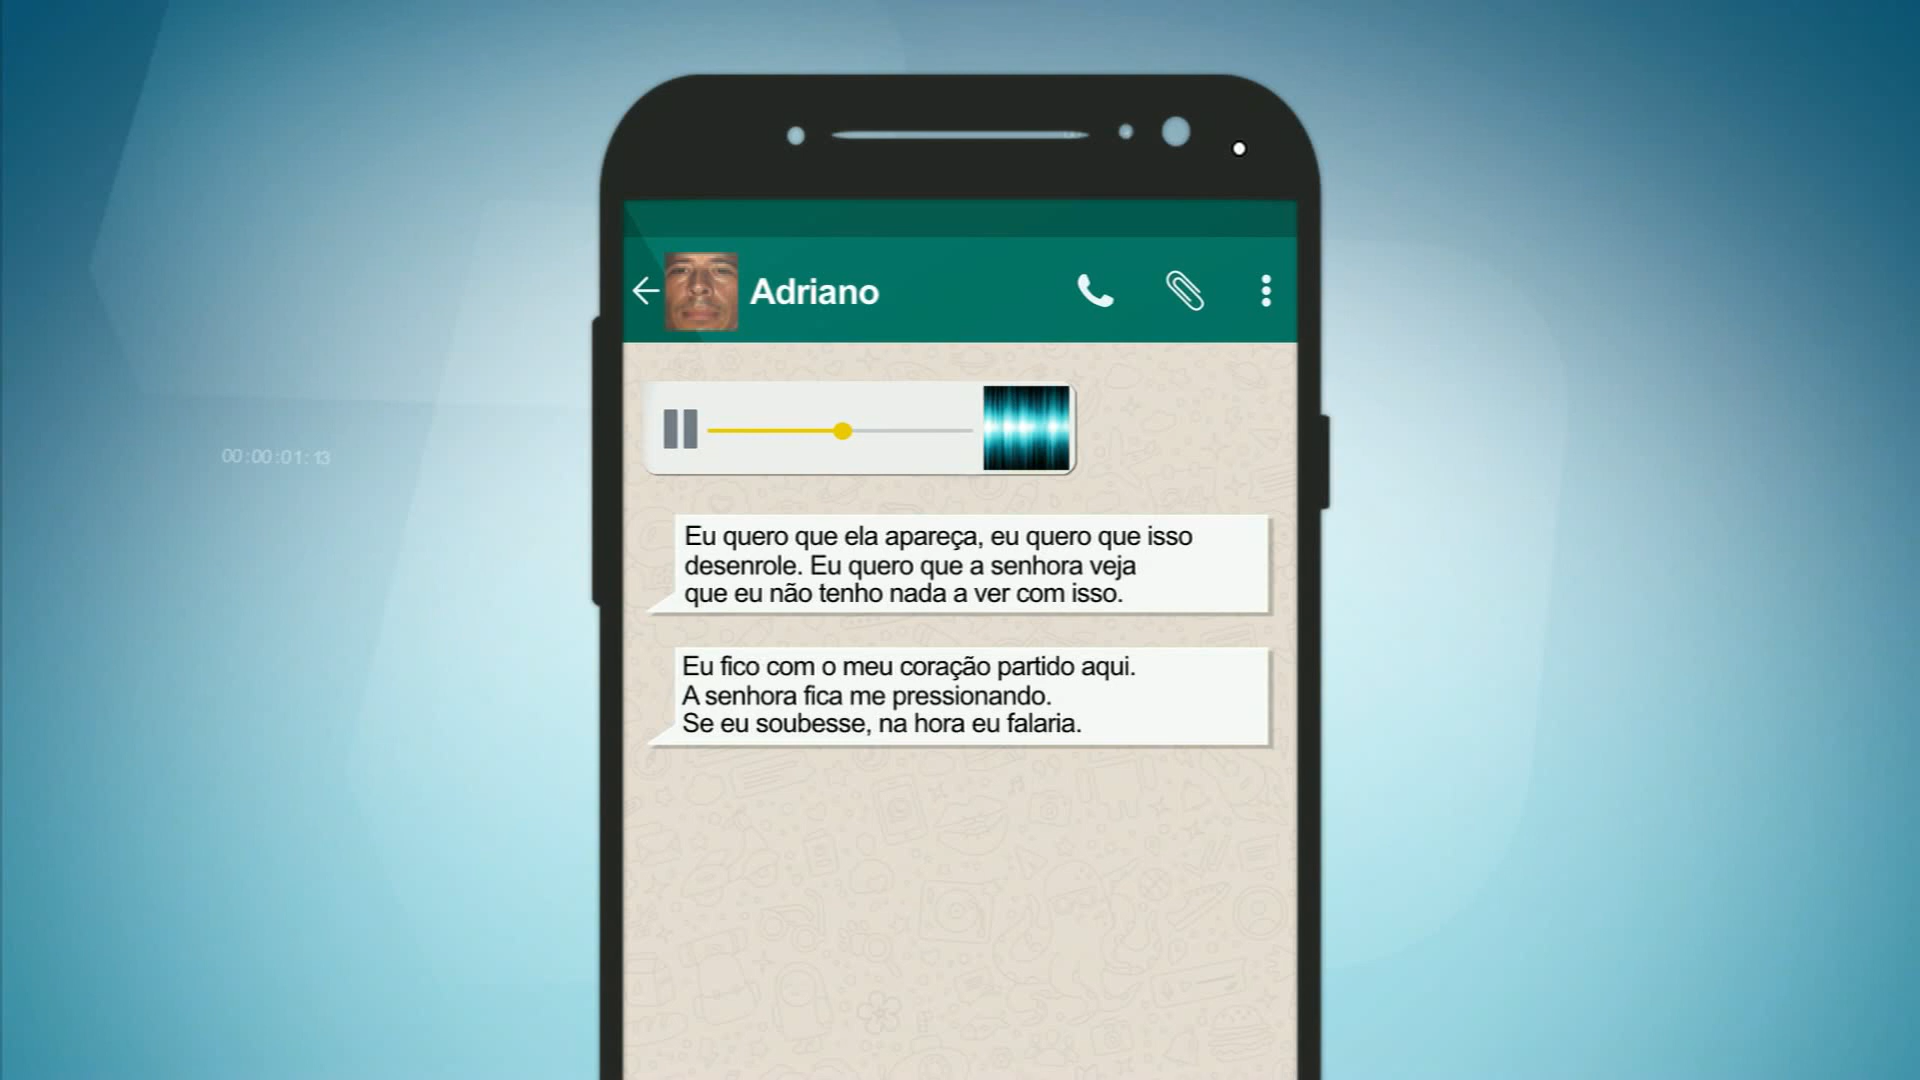 Adriano
00:00:01:13
Eu quero que ela apareça, eu quero que isso
desenrole. Eu quero que a senhora veja
que eu não tenho nada a ver com isso.
Eu fico com o meu coração partido aqui.
A senhora fica me pressionando.
Se eu soubesse, na hora eu falaria.